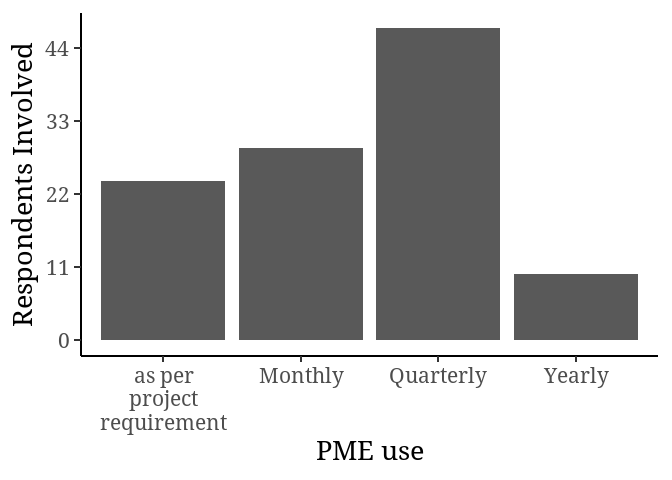 Respondents Involved
44
33
22
11
0
as per
project
requirement
Monthly
Quarterly
Yearly
PME use